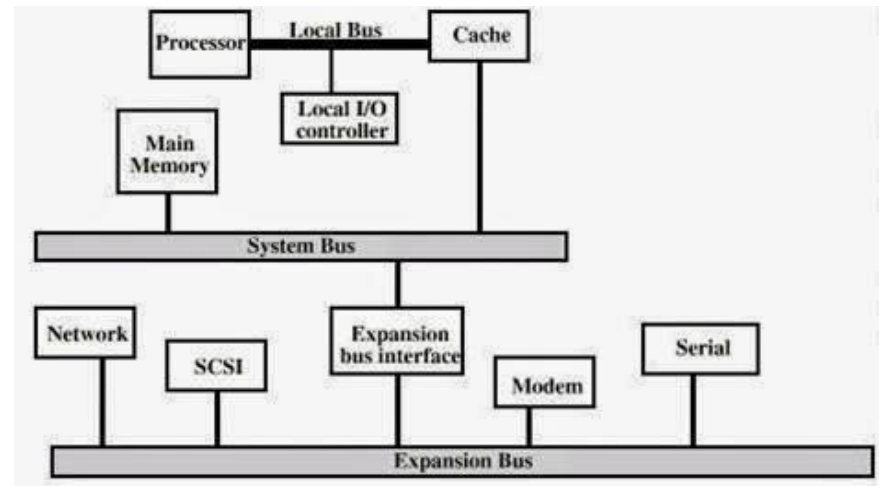 Processor
Local Bus
Cache
Local I/O
controller
Main
Memory
System Bus
Network
SCSI
Expansion
bus interface
Modem
Serial
Expansion Bus